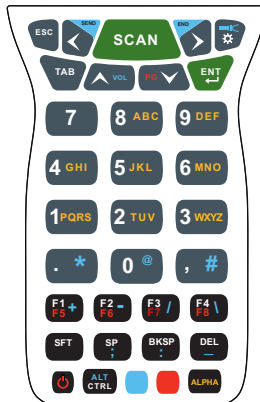 SEND END
ESC SCAN
TAB VOL PG ENT
7 8 ABC 9 DEF
4 GHI 5 JKL 6 MNO
1 PQRS 2 TUV 3 WXYZ
. * 0 @ , #
F1 + F2 - F3 / F4 \
F5 F6 F7 F8
SFT SP ; BKSP : DEL _
ALT
CTRL ALPHA